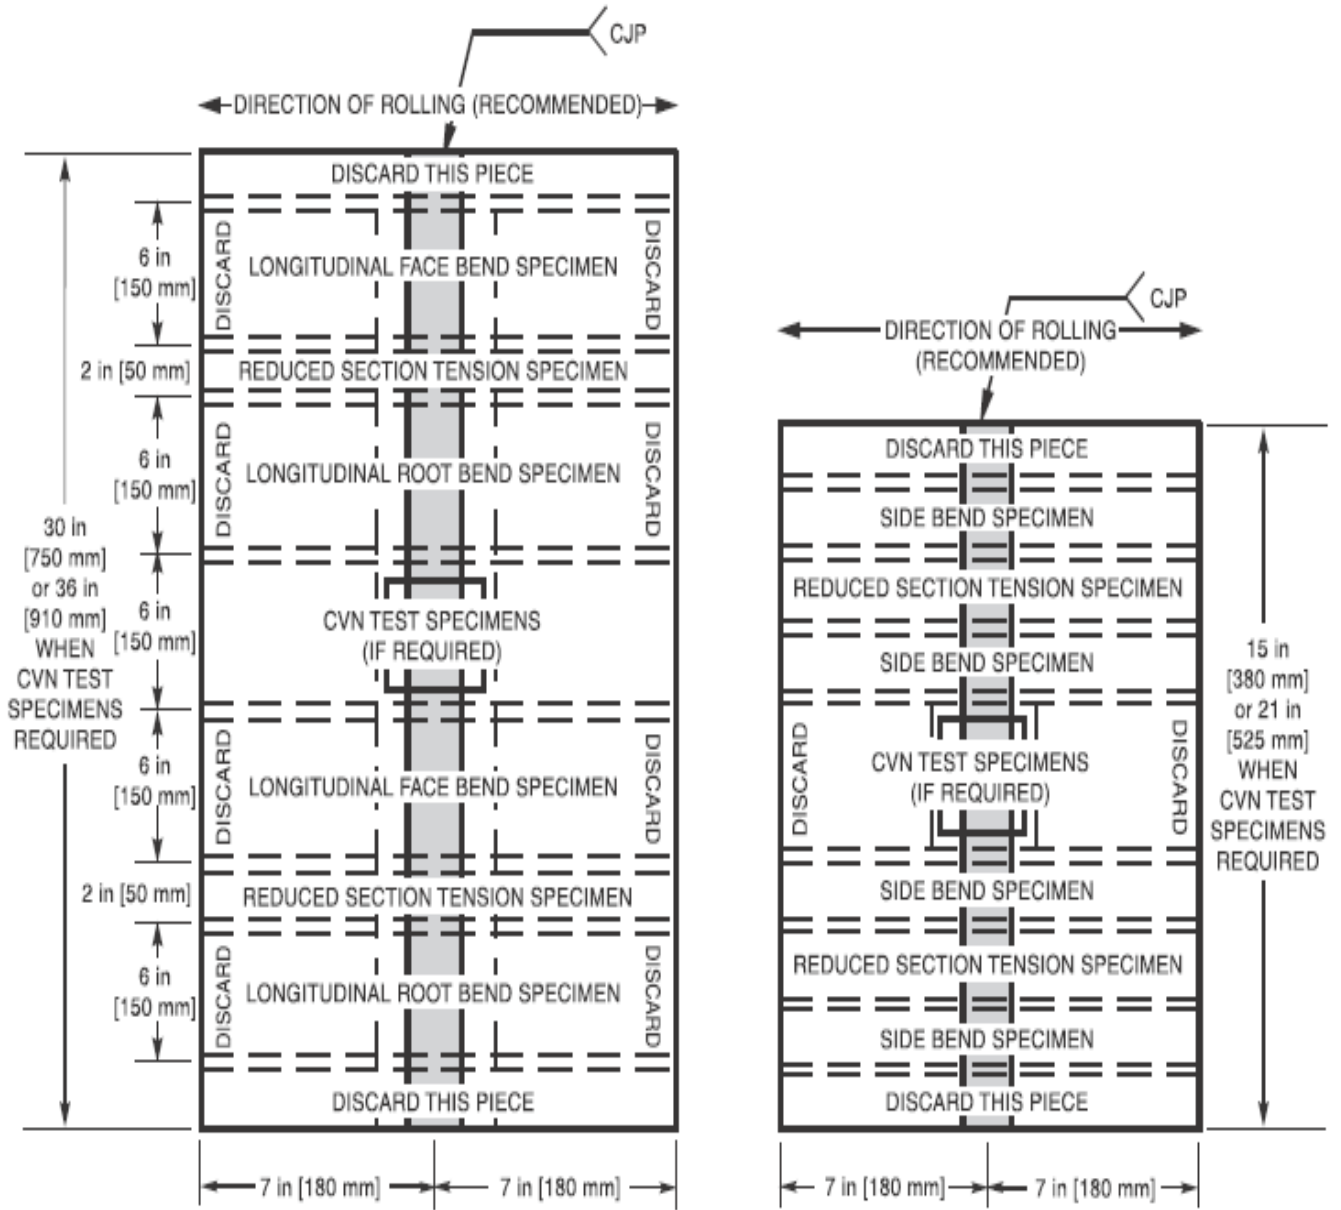 CJP
DIRECTION OF ROLLING (RECOMMENDED)
DISCARD THIS PIECE
6 in
[150 mm]
DISCARD
LONGITUDINAL FACE BEND SPECIMEN
DISCARD
2 in [50 mm]
REDUCED SECTION TENSION SPECIMEN
6 in
[150 mm]
DISCARD
LONGITUDINAL ROOT BEND SPECIMEN
DISCARD
30 in
[750 mm]
or 36 in
[910 mm]
WHEN
CVN TEST
SPECIMENS
REQUIRED
6 in
[150 mm]
CVN TEST SPECIMENS
(IF REQUIRED)
6 in
[150 mm]
DISCARD
LONGITUDINAL FACE BEND SPECIMEN
DISCARD
2 in [50 mm]
REDUCED SECTION TENSION SPECIMEN
6 in
[150 mm]
DISCARD
LONGITUDINAL ROOT BEND SPECIMEN
DISCARD
DISCARD THIS PIECE
7 in [180 mm]
7 in [180 mm]
CJP
DIRECTION OF ROLLING
(RECOMMENDED)
DISCARD THIS PIECE
SIDE BEND SPECIMEN
REDUCED SECTION TENSION SPECIMEN
SIDE BEND SPECIMEN
DISCARD
CVN TEST SPECIMENS
(IF REQUIRED)
DISCARD
15 in
[380 mm]
or 21 in
[525 mm]
WHEN
CVN TEST
SPECIMENS
REQUIRED
SIDE BEND SPECIMEN
REDUCED SECTION TENSION SPECIMEN
SIDE BEND SPECIMEN
DISCARD THIS PIECE
7 in [180 mm]
7 in [180 mm]